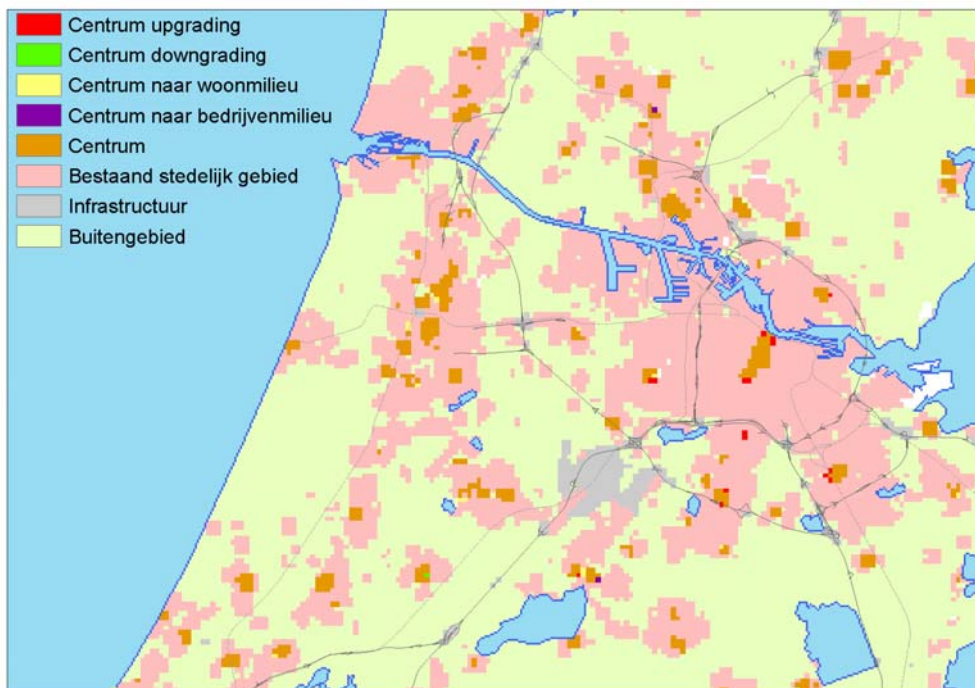 Centrum upgrading
Centrum downgrading
Centrum naar woonmilieu
Centrum naar bedrijvenmilieu
Centrum
Bestaand stedelijk gebied
Infrastructuur
Buitengebied